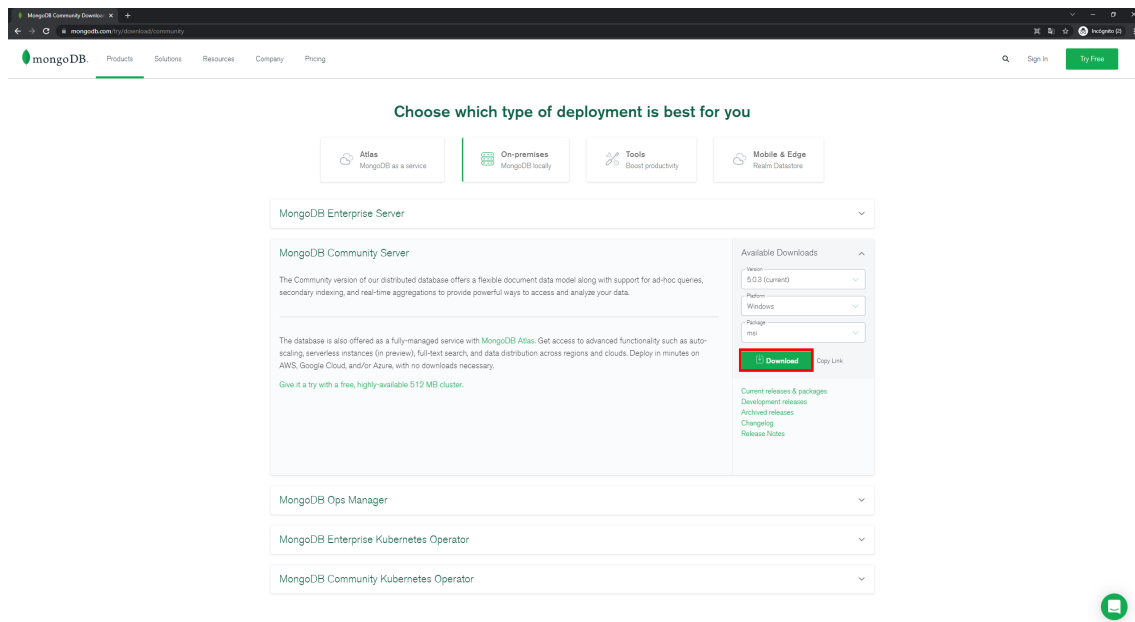 MongoDB Community Download
mongodb.com/try/download/community
Incógnito (2)
mongoDB.
Products
Solutions
Resources
Company
Pricing
Sign In
Try Free
Choose which type of deployment is best for you
Atlas
MongoDB as a service
On-premises
MongoDB locally
Tools
Boost productivity
Mobile & Edge
Realm Datastore
MongoDB Enterprise Server
MongoDB Community Server
The Community version of our distributed database offers a flexible document data model along with support for ad-hoc queries,
secondary indexing, and real-time aggregations to provide powerful ways to access and analyze your data.
The database is also offered as a fully-managed service with MongoDB Atlas. Get access to advanced functionality such as auto-
scaling, serverless instances (in preview), full-text search, and data distribution across regions and clouds. Deploy in minutes on
AWS, Google Cloud, and/or Azure, with no downloads necessary.
Give it a try with a free, highly-available 512 MB cluster.
Available Downloads
Version
5.0.3 (current)
Platform
Windows
Package
msi
Download
Copy Link
Current releases & packages
Development releases
Archived releases
Changelog
Release Notes
MongoDB Ops Manager
MongoDB Enterprise Kubernetes Operator
MongoDB Community Kubernetes Operator